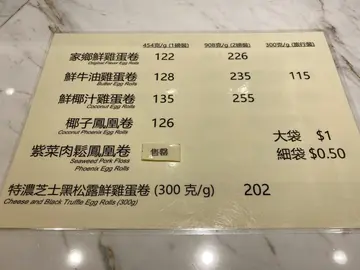 454克/g (1磅裝) 908克/g (2磅裝) 300克/g (旅行裝)
家鄉鮮雞蛋卷 122 226
Original Flavor Egg Rolls
鮮牛油雞蛋卷 128 235 115
Butter Egg Rolls
鮮椰汁雞蛋卷 135 255
Coconut Egg Rolls
椰子鳳凰卷 126
Coconut Phoenix Egg Rolls
大袋 $1
紫菜肉鬆鳳凰卷 售罄
細袋 $0.50
Seaweed Pork Floss
Phoenix Egg Rolls
特濃芝士黑松露鮮雞蛋卷 (300 克/g) 202
Cheese and Black Truffle Egg Rolls (300g)